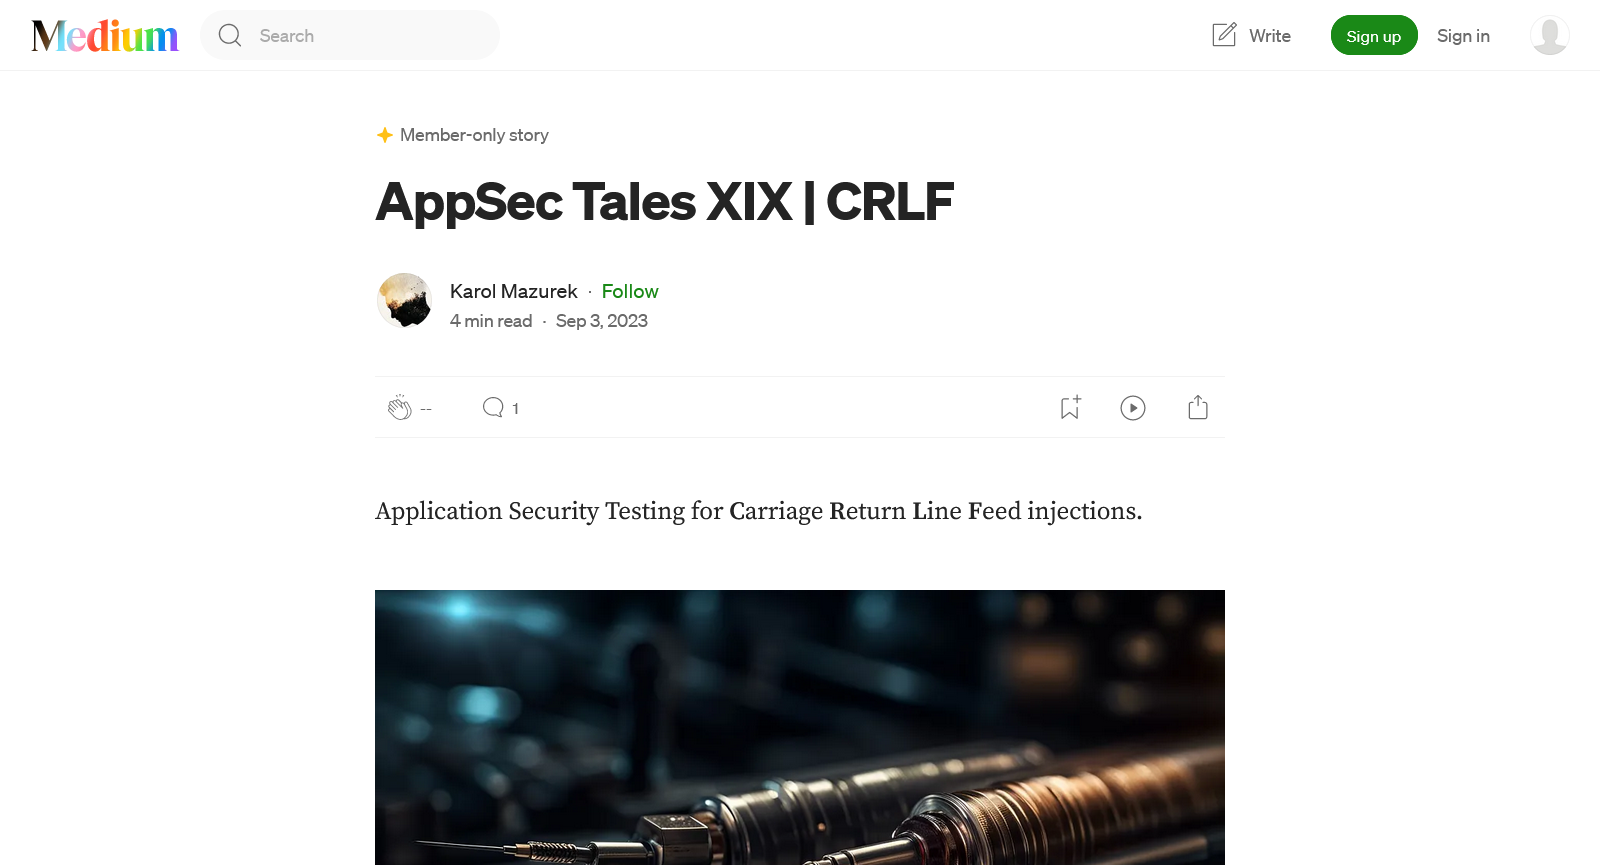 Medium
Search
Write
Sign up
Sign in
Member-only story
AppSec Tales XIX | CRLF
Karol Mazurek · Follow
4 min read · Sep 3, 2023
--
1
Application Security Testing for Carriage Return Line Feed injections.